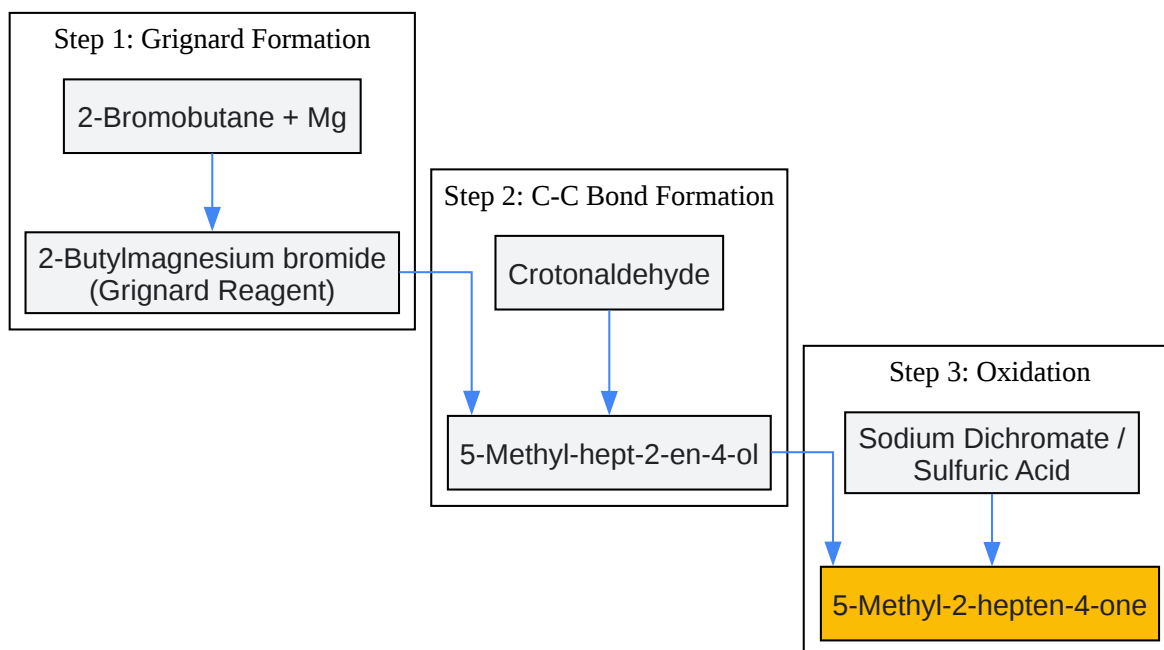 Step 1: Grignard Formation
2-Bromobutane + Mg
2-Butylmagnesium bromide
(Grignard Reagent)
Step 2: C-C Bond Formation
Crotonaldehyde
5-Methyl-hept-2-en-4-ol
Step 3: Oxidation
Sodium Dichromate /
Sulfuric Acid
5-Methyl-2-hepten-4-one